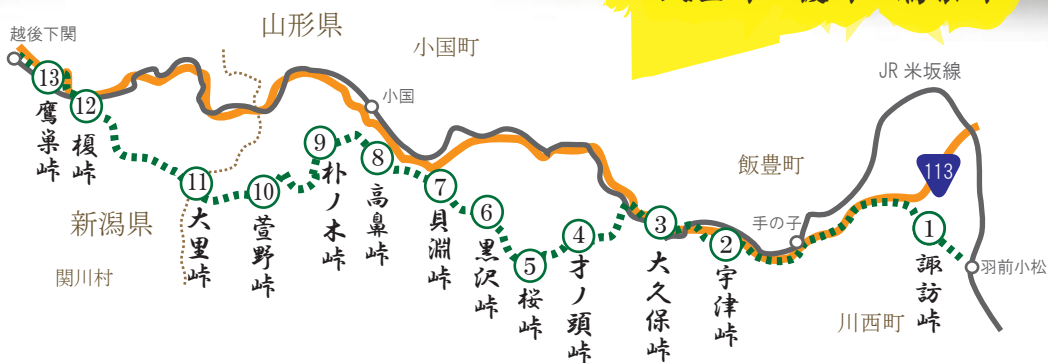 越後下関
山形県
小国町
JR 米坂線
小国
飯豊町
113
手の子
羽前小松
川西町
新潟県
関川村
13
鷹巣峠
12
榎峠
11
大里峠
10
萱野峠
9
朴ノ木峠
8
高鼻峠
7
貝淵峠
6
黒沢峠
5
桜峠
4
才ノ頭峠
3
大久保峠
2
宇津峠
1
諏訪峠